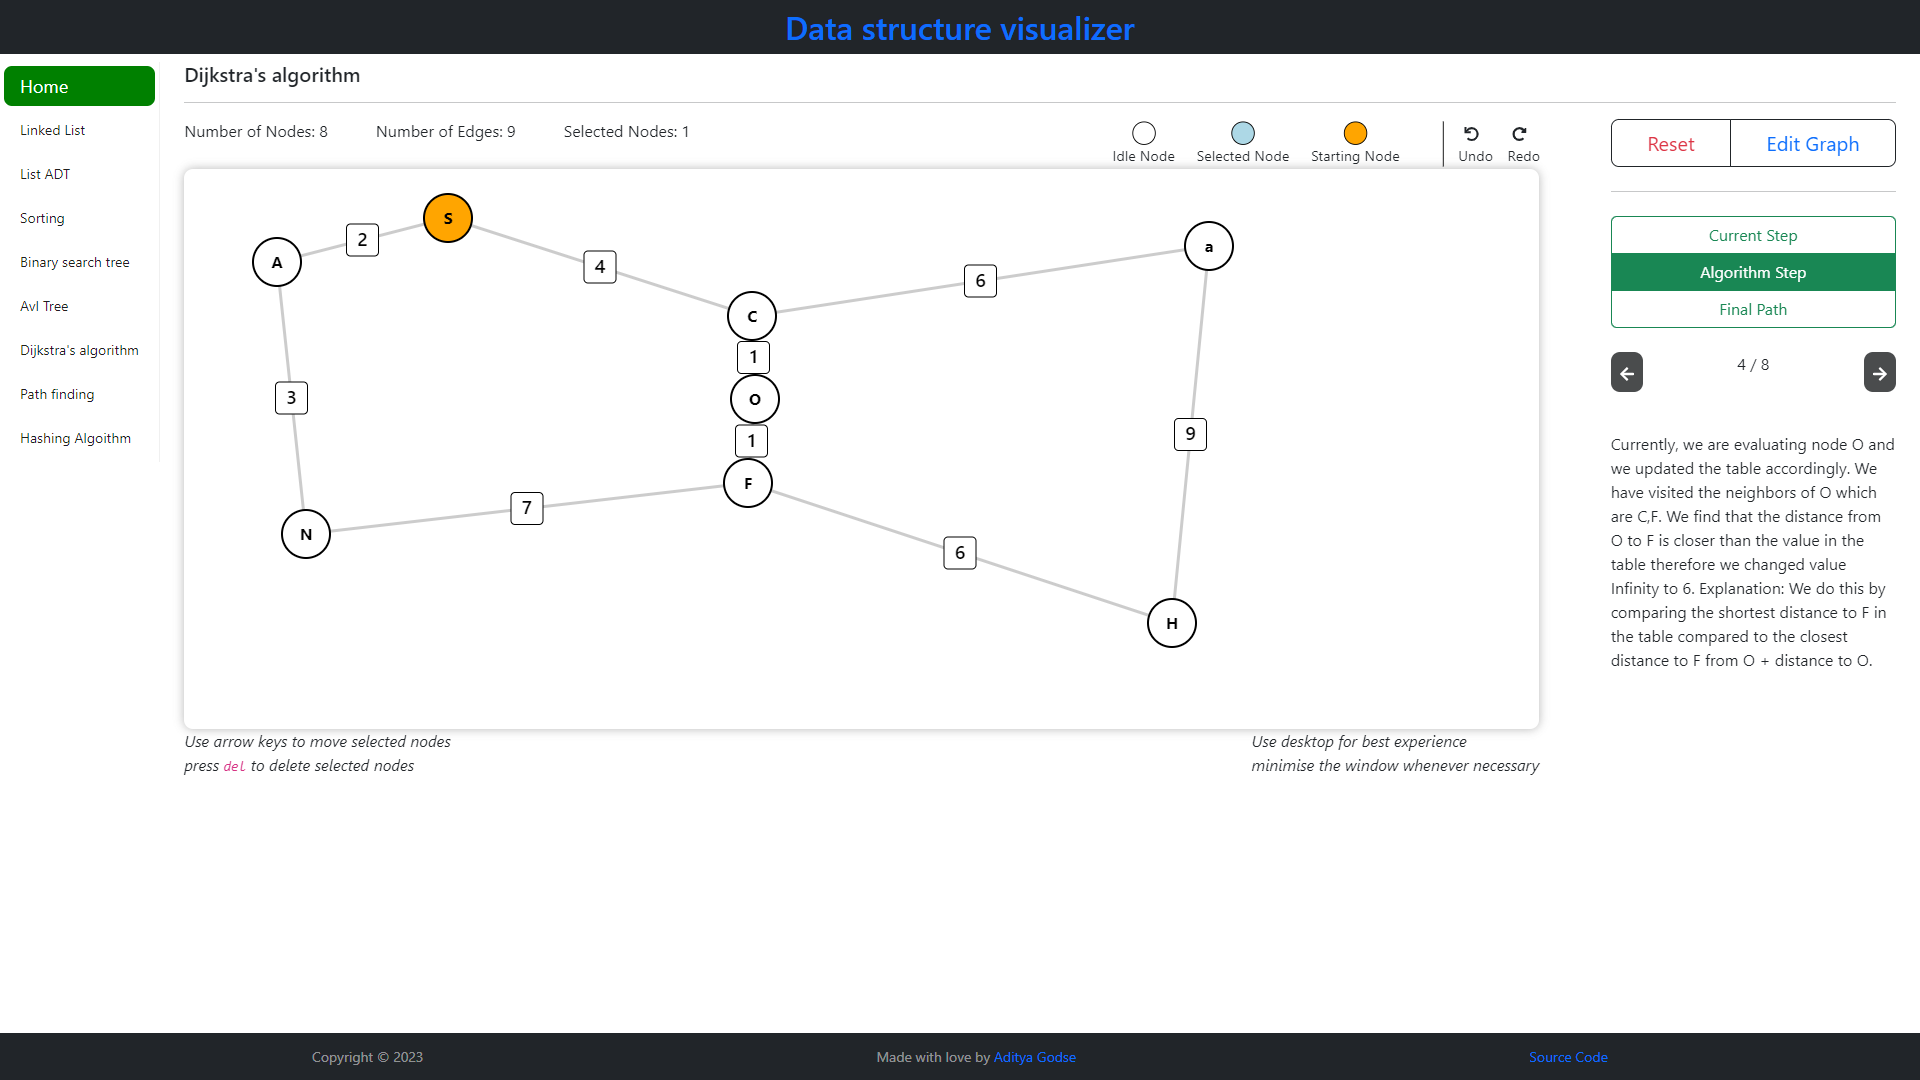 Data structure visualizer
Home
Linked List
List ADT
Sorting
Binary search tree
Avl Tree
Dijkstra's algorithm
Path finding
Hashing Algoithm
Dijkstra's algorithm
Number of Nodes: 8
Number of Edges: 9
Selected Nodes: 1
Idle Node
Selected Node
Starting Node
Undo
Redo
S
2
A
4
a
6
C
1
3
O
9
1
F
7
N
6
H
Use arrow keys to move selected nodes
press del to delete selected nodes
Use desktop for best experience
minimise the window whenever necessary
Reset
Edit Graph
Current Step
Algorithm Step
Final Path
4 / 8
Currently, we are evaluating node O and
we updated the table accordingly. We
have visited the neighbors of O which
are C,F. We find that the distance from
O to F is closer than the value in the
table therefore we changed value
Infinity to 6. Explanation: We do this by
comparing the shortest distance to F in
the table compared to the closest
distance to F from O + distance to O.
Copyright © 2023
Made with love by Aditya Godse
Source Code